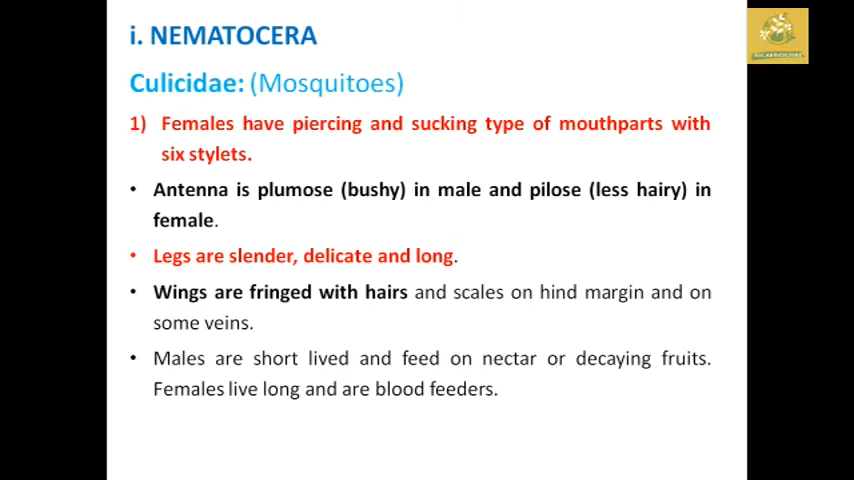 i. NEMATOCERA
Culicidae: (Mosquitoes)
1) Females have piercing and sucking type of mouthparts with
six stylets.
• Antenna is plumose (bushy) in male and pilose (less hairy) in
female.
• Legs are slender, delicate and long.
• Wings are fringed with hairs and scales on hind margin and on
some veins.
• Males are short lived and feed on nectar or decaying fruits.
Females live long and are blood feeders.